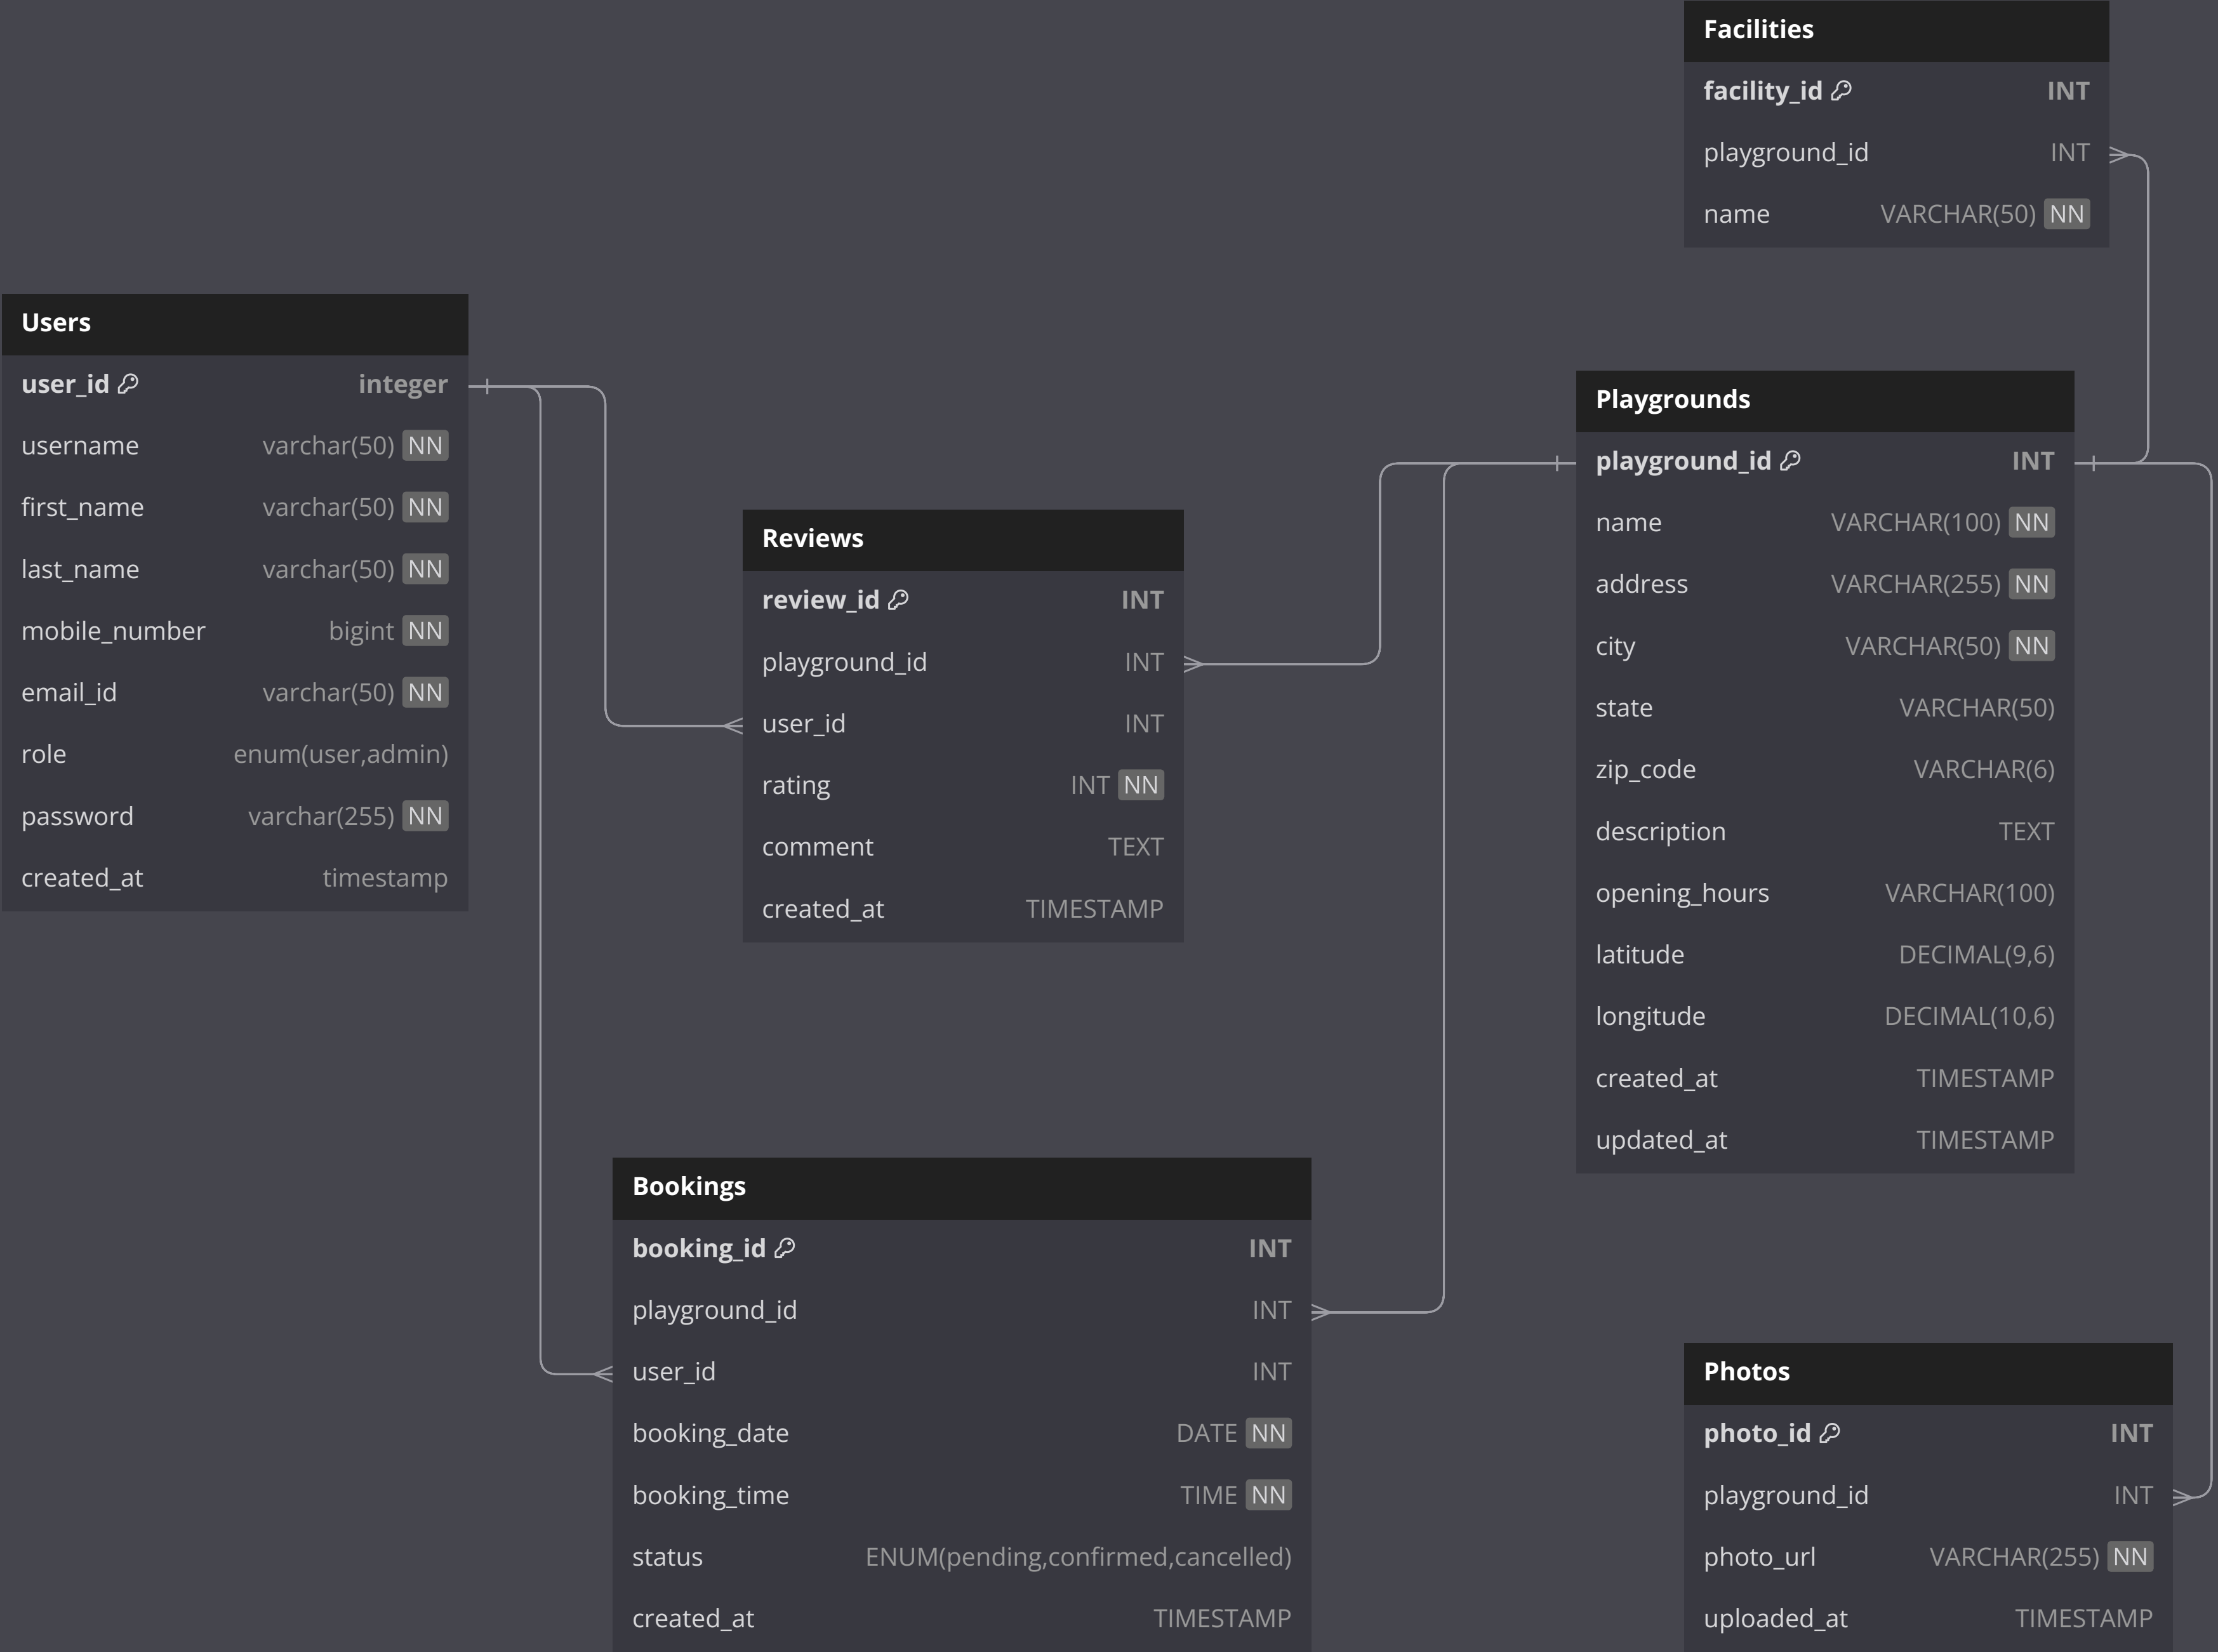 Facilities
facility_id INT
playground_id INT
name VARCHAR(50) NN
Users
user_id integer
username varchar(50) NN
first_name varchar(50) NN
last_name varchar(50) NN
mobile_number bigint NN
email_id varchar(50) NN
role enum(user,admin)
password varchar(255) NN
created_at timestamp
Reviews
review_id INT
playground_id INT
user_id INT
rating INT NN
comment TEXT
created_at TIMESTAMP
Playgrounds
playground_id INT
name VARCHAR(100) NN
address VARCHAR(255) NN
city VARCHAR(50) NN
state VARCHAR(50)
zip_code VARCHAR(6)
description TEXT
opening_hours VARCHAR(100)
latitude DECIMAL(9,6)
longitude DECIMAL(10,6)
created_at TIMESTAMP
updated_at TIMESTAMP
Bookings
booking_id INT
playground_id INT
user_id INT
booking_date DATE NN
booking_time TIME NN
status ENUM(pending,confirmed,cancelled)
created_at TIMESTAMP
Photos
photo_id INT
playground_id INT
photo_url VARCHAR(255) NN
uploaded_at TIMESTAMP